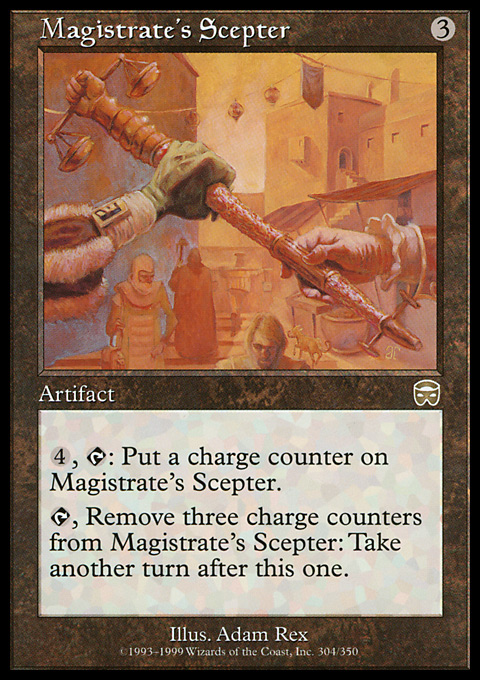 Magistrate's Scepter 3
Artifact
4, : Put a charge counter on
Magistrate's Scepter.
, Remove three charge counters
from Magistrate's Scepter: Take
another turn after this one.
Illus. Adam Rex
©1993–1999 Wizards of the Coast, Inc. 304/350